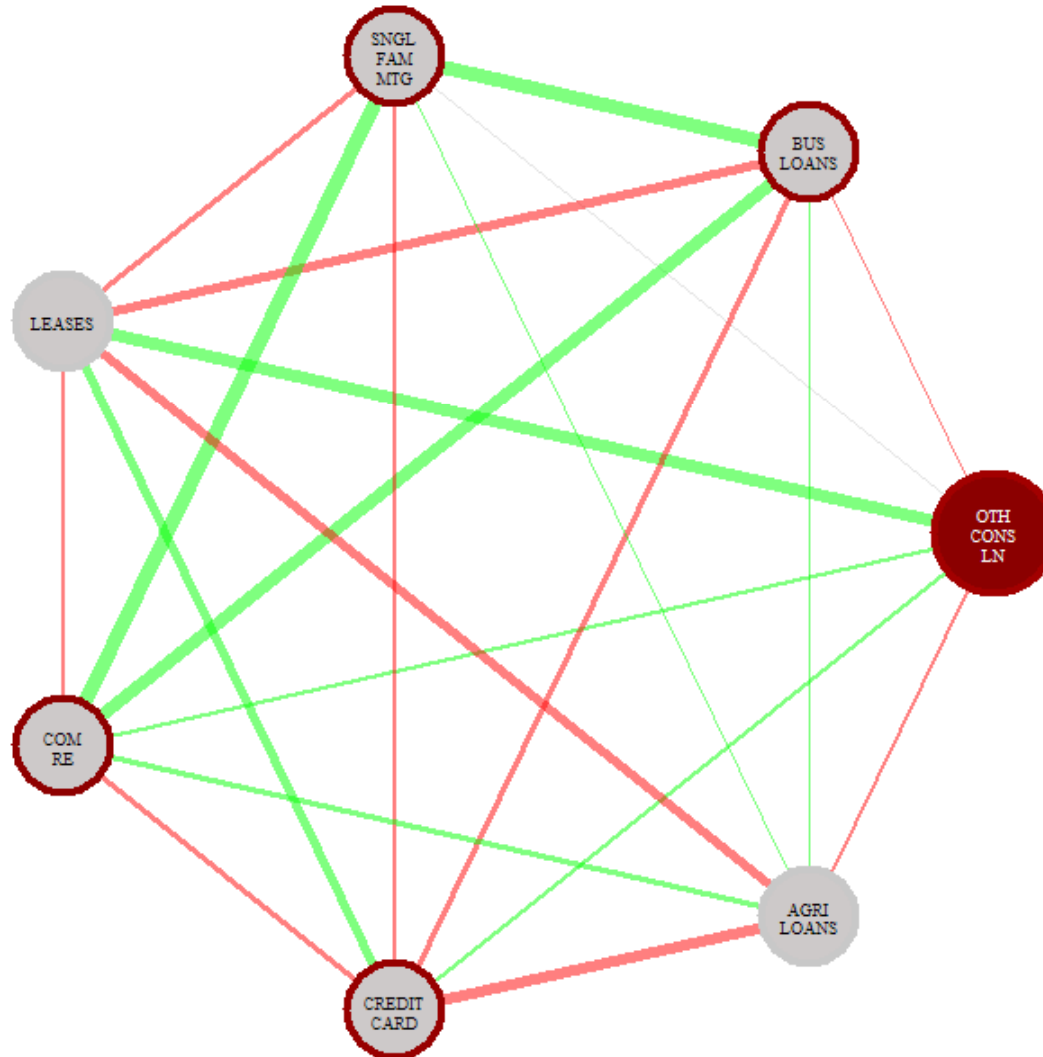 SNGL
FAM
MTG
BUS
LOANS
LEASES
OTH
CONS
LN
COM
RE
AGRI
LOANS
CREDIT
CARD